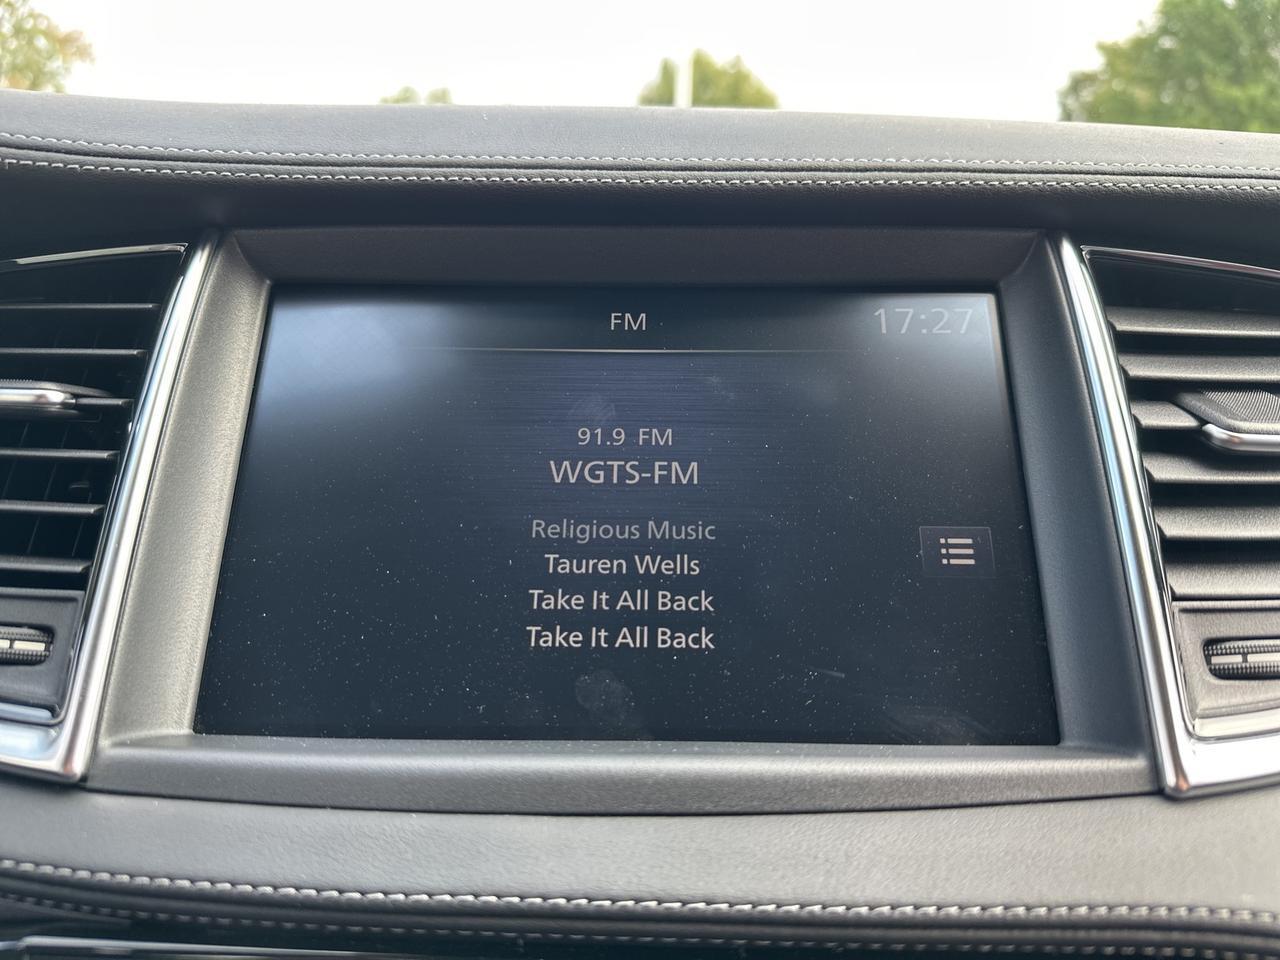 FM
17:27
91.9 FM
WGTS-FM
Religious Music
Tauren Wells
Take It All Back
Take It All Back